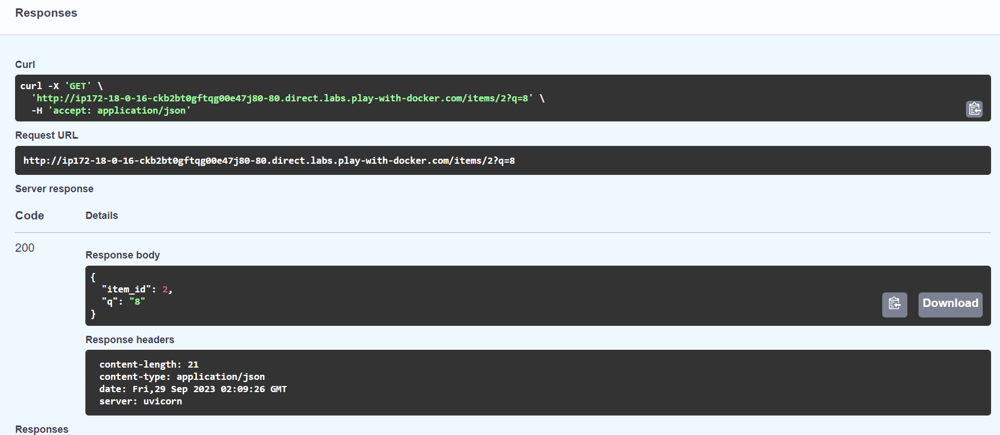 Responses
Curl
curl -X 'GET' \
'http://ip172-18-0-16-ckb2bt0gftqg00e47j80-80.direct.labs.play-with-docker.com/items/2?q=8' \
-H 'accept: application/json'
Request URL
http://ip172-18-0-16-ckb2bt0gftqg00e47j80-80.direct.labs.play-with-docker.com/items/2?q=8
Server response
Code Details
200
Response body
{
"item_id": 2,
"q": "8"
}
Download
Response headers
content-length: 21
content-type: application/json
date: Fri,29 Sep 2023 02:09:26 GMT
server: uvicorn
Responses